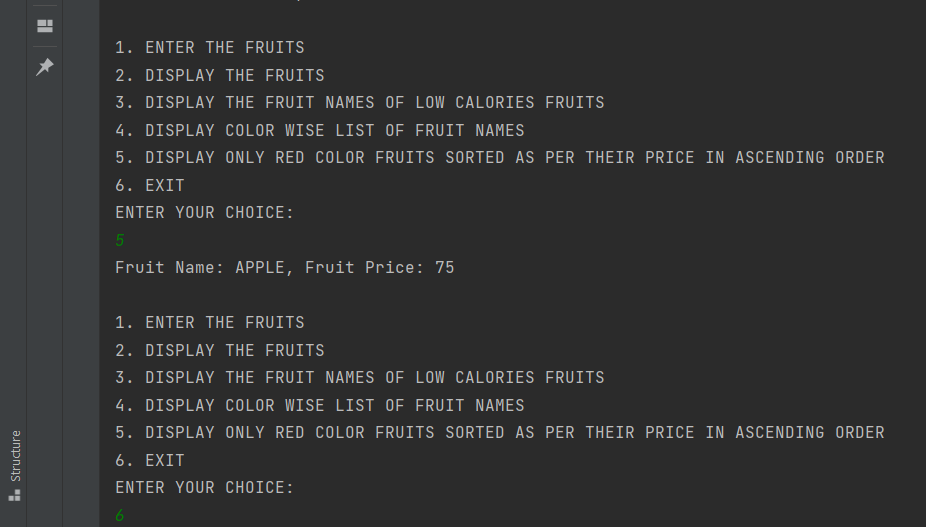 1. ENTER THE FRUITS
2. DISPLAY THE FRUITS
3. DISPLAY THE FRUIT NAMES OF LOW CALORIES FRUITS
4. DISPLAY COLOR WISE LIST OF FRUIT NAMES
5. DISPLAY ONLY RED COLOR FRUITS SORTED AS PER THEIR PRICE IN ASCENDING ORDER
6. EXIT
ENTER YOUR CHOICE:
5
Fruit Name: APPLE, Fruit Price: 75
1. ENTER THE FRUITS
2. DISPLAY THE FRUITS
3. DISPLAY THE FRUIT NAMES OF LOW CALORIES FRUITS
4. DISPLAY COLOR WISE LIST OF FRUIT NAMES
5. DISPLAY ONLY RED COLOR FRUITS SORTED AS PER THEIR PRICE IN ASCENDING ORDER
6. EXIT
ENTER YOUR CHOICE:
6
Structure